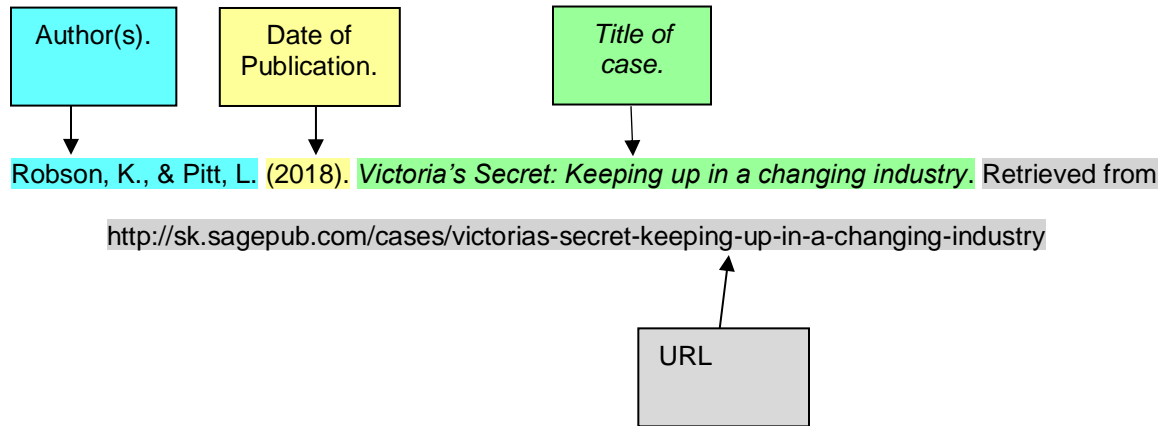 Author(s).
Date of
Publication.
Title of
case.
Robson, K., & Pitt, L. (2018). Victoria’s Secret: Keeping up in a changing industry. Retrieved from
http://sk.sagepub.com/cases/victorias-secret-keeping-up-in-a-changing-industry
URL